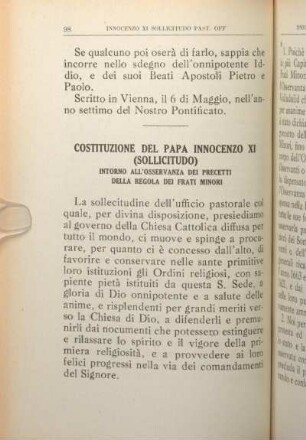 98 INNOCENZO XI SOLLICITUDO PAST. OFF
Se qualcuno poi oserà di farlo, sappia che
incorre nello sdegno dell'onnipotente Id-
dio, e dei suoi Beati Apostoli Pietro e
Paolo.
Scritto in Vienna, il 6 di Maggio, nell'an-
no settimo del Nostro Pontificato.
COSTITUZIONE DEL PAPA INNOCENZO XI
(SOLLICITUDO)
INTORNO ALL'OSSERVANZA DEI PRECETTI
DELLA REGOLA DEI FRATI MINORI
La sollecitudine dell'ufficio pastorale col
quale, per divina disposizione, presiediamo
al governo della Chiesa Cattolica diffusa per
tutto il mondo, ci muove e spinge a procu-
rare, per quanto ci è concesso dall'alto, di
favorire e conservare nelle sante primitive
loro istituzioni gli Ordini religiosi, con sa-
piente pietà istituiti da questa S. Sede, a
gloria di Dio onnipotente e a salute delle
anime, e risplendenti per grandi meriti ver-
so la Chiesa di Dio, a difenderli e premu-
nirli dai nocumenti che potessero estinguere
e rilassare lo spirito e il vigore della pri-
miera religiosità, e a provvedere ai loro
felici progressi nella via dei comandamenti
del Signore.